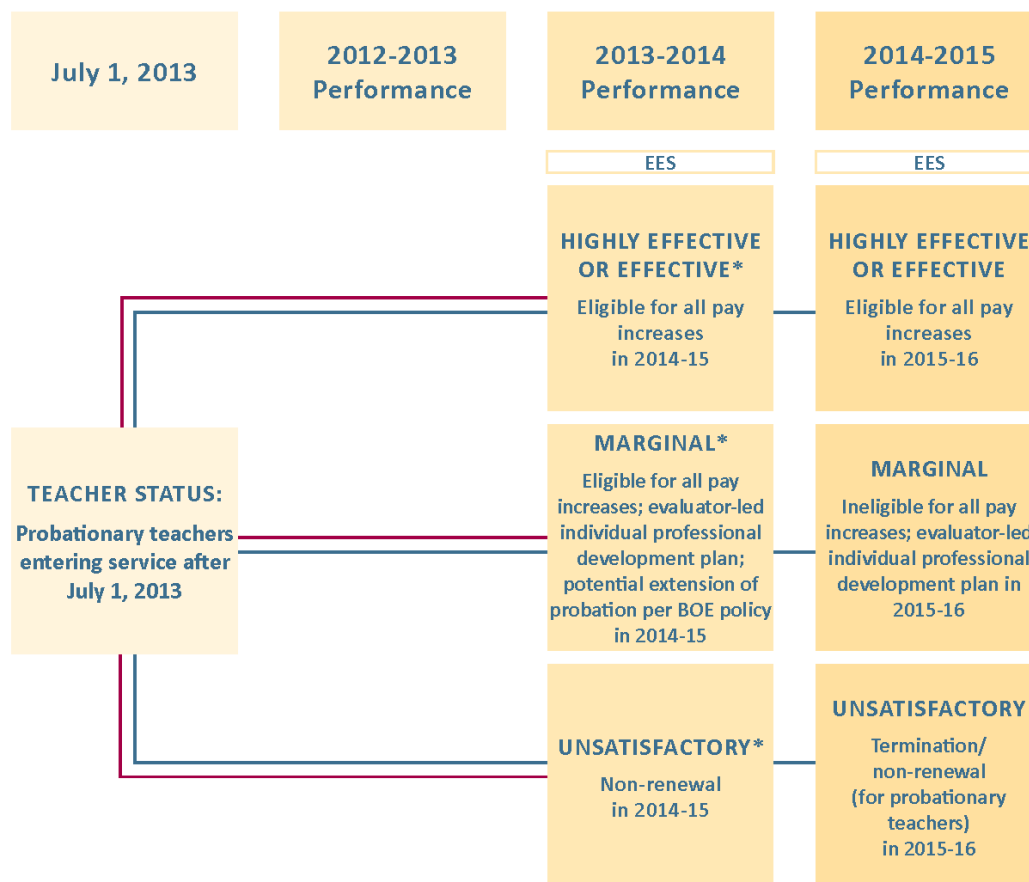 July 1, 2013
2012-2013
Performance
2013-2014
Performance
2014-2015
Performance
EES
EES
HIGHLY EFFECTIVE
OR EFFECTIVE*
Eligible for all pay
increases
in 2014-15
HIGHLY EFFECTIVE
OR EFFECTIVE
Eligible for all pay
increases
in 2015-16
TEACHER STATUS:
Probationary teachers
entering service after
July 1, 2013
MARGINAL*
Eligible for all pay
increases; evaluator-led
individual professional
development plan;
potential extension of
probation per BOE policy
in 2014-15
MARGINAL
Ineligible for all pay
increases; evaluator-led
individual professional
development plan in
2015-16
UNSATISFACTORY*
Non-renewal
in 2014-15
UNSATISFACTORY
Termination/
non-renewal
(for probationary
teachers)
in 2015-16